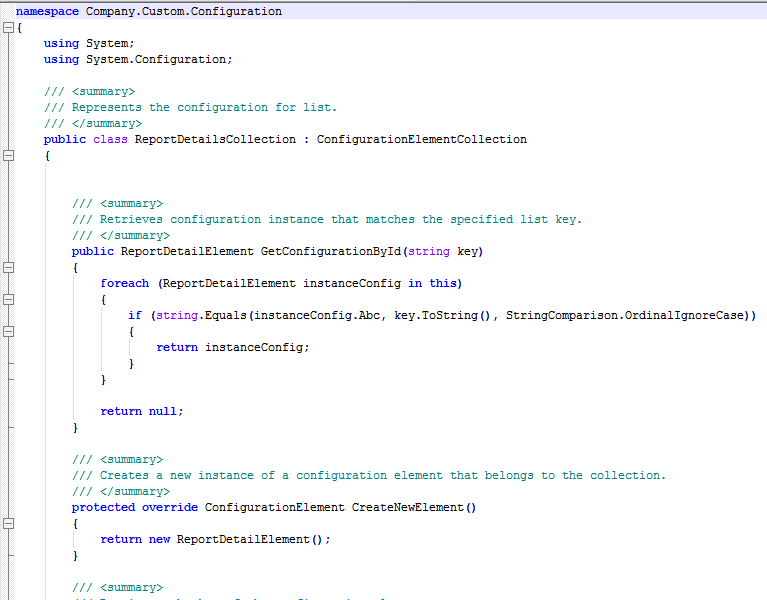 namespace Company.Custom.Configuration
{
using System;
using System.Configuration;
/// <summary>
/// Represents the configuration for list.
/// </summary>
public class ReportDetailsCollection : ConfigurationElementCollection
{
/// <summary>
/// Retrieves configuration instance that matches the specified list key.
/// </summary>
public ReportDetailElement GetConfigurationById(string key)
{
foreach (ReportDetailElement instanceConfig in this)
{
if (string.Equals(instanceConfig.Abc, key.ToString(), StringComparison.OrdinalIgnoreCase))
{
return instanceConfig;
}
}
return null;
}
/// <summary>
/// Creates a new instance of a configuration element that belongs to the collection.
/// </summary>
protected override ConfigurationElement CreateNewElement()
{
return new ReportDetailElement();
}
/// <summary>